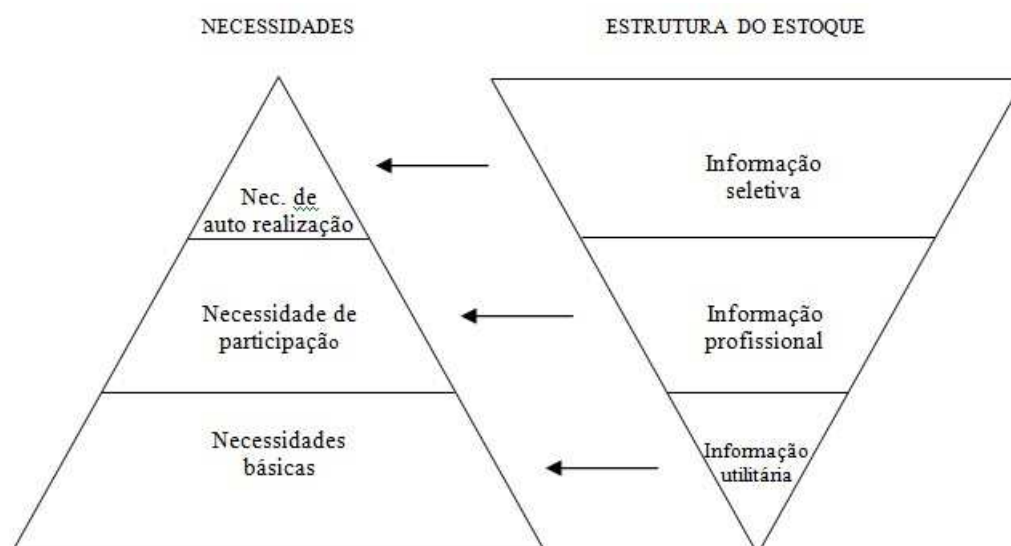 NECESSIDADES
ESTRUTURA DO ESTOQUE
Nec. de
auto realização
Informação
seletiva
Necessidade de
participação
Informação
profissional
Necessidades
básicas
Informação
utilitária